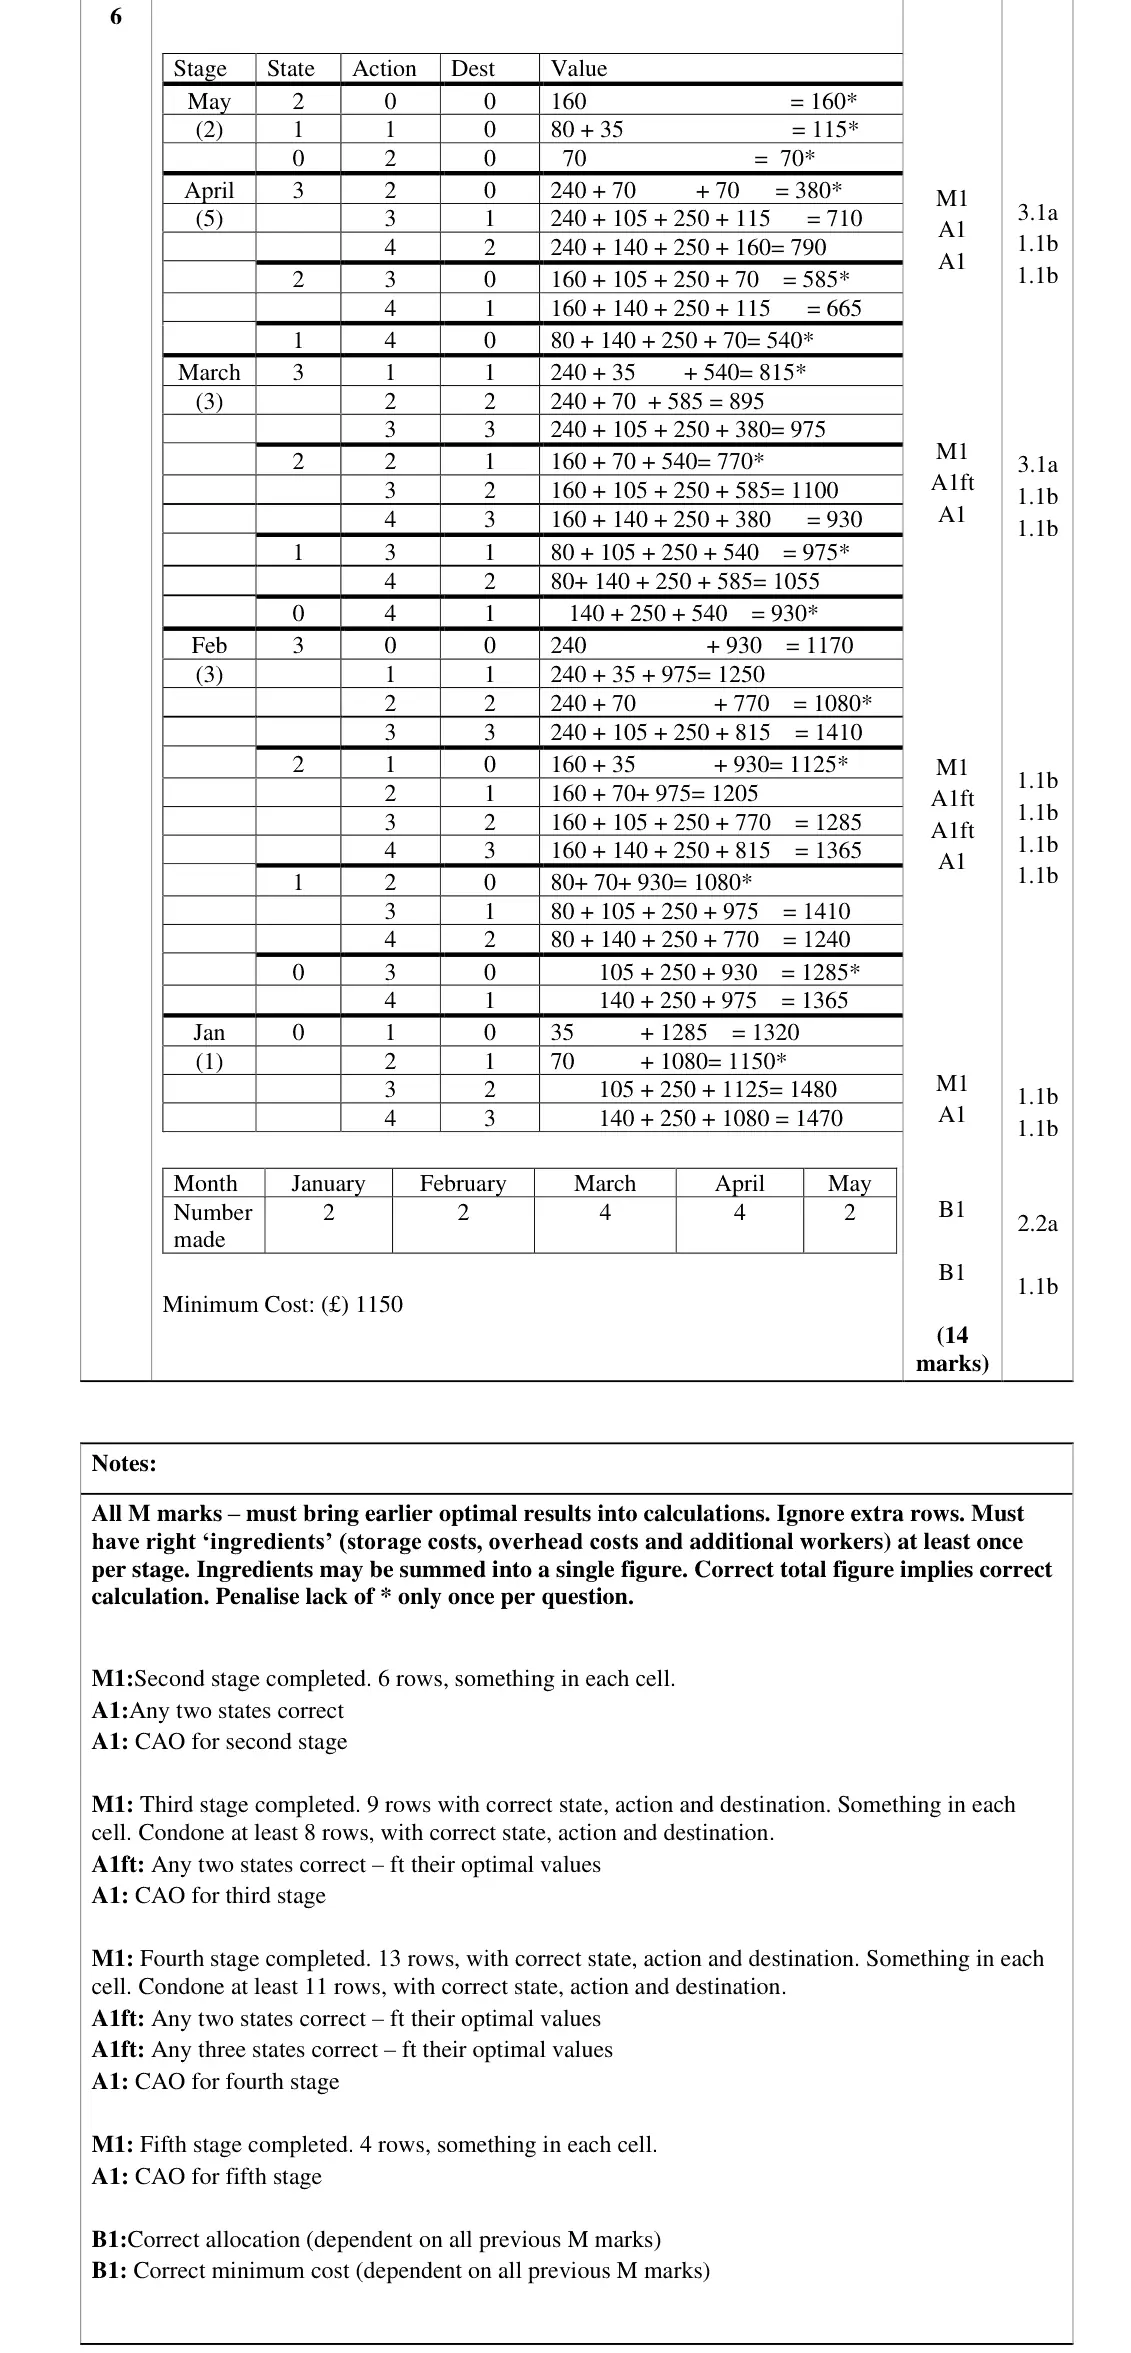 6
Stage State Action Dest Value
May 2 0 0 160 = 160*
(2) 1 1 0 80 + 35 = 115*
0 2 0 70 = 70*
April 3 2 0 240 + 70 + 70 = 380* M1
(5) 3 1 240 + 105 + 250 + 115 = 710 A1 3.1a
4 2 240 + 140 + 250 + 160= 790 A1 1.1b
2 3 0 160 + 105 + 250 + 70 = 585* 1.1b
4 1 160 + 140 + 250 + 115 = 665
1 4 0 80 + 140 + 250 + 70= 540*
March 3 1 1 240 + 35 + 540= 815*
(3) 2 2 240 + 70 + 585 = 895
3 3 240 + 105 + 250 + 380= 975
2 2 1 160 + 70 + 540= 770* M1 3.1a
3 2 160 + 105 + 250 + 585= 1100 A1ft 1.1b
4 3 160 + 140 + 250 + 380 = 930 A1 1.1b
1 3 1 80 + 105 + 250 + 540 = 975*
4 2 80+ 140 + 250 + 585= 1055
0 4 1 140 + 250 + 540 = 930*
Feb 3 0 0 240 + 930 = 1170
(3) 1 1 240 + 35 + 975= 1250
2 2 240 + 70 + 770 = 1080*
3 3 240 + 105 + 250 + 815 = 1410
2 1 0 160 + 35 + 930= 1125* M1 1.1b
2 1 160 + 70+ 975= 1205 A1ft 1.1b
3 2 160 + 105 + 250 + 770 = 1285 A1ft 1.1b
4 3 160 + 140 + 250 + 815 = 1365 A1 1.1b
1 2 0 80+ 70+ 930= 1080*
3 1 80 + 105 + 250 + 975 = 1410
4 2 80 + 140 + 250 + 770 = 1240
0 3 0 105 + 250 + 930 = 1285*
4 1 140 + 250 + 975 = 1365
Jan 0 1 0 35 + 1285 = 1320
(1) 2 1 70 + 1080= 1150*
3 2 105 + 250 + 1125= 1480 M1 1.1b
4 3 140 + 250 + 1080 = 1470 A1 1.1b
Month January February March April May
Number 2 2 4 4 2 B1 2.2a
made
B1 1.1b
Minimum Cost: (£) 1150
(14
marks)
Notes:
All M marks – must bring earlier optimal results into calculations. Ignore extra rows. Must
have right ‘ingredients’ (storage costs, overhead costs and additional workers) at least once
per stage. Ingredients may be summed into a single figure. Correct total figure implies correct
calculation. Penalise lack of * only once per question.
M1:Second stage completed. 6 rows, something in each cell.
A1:Any two states correct
A1: CAO for second stage
M1: Third stage completed. 9 rows with correct state, action and destination. Something in each
cell. Condone at least 8 rows, with correct state, action and destination.
A1ft: Any two states correct – ft their optimal values
A1: CAO for third stage
M1: Fourth stage completed. 13 rows, with correct state, action and destination. Something in each
cell. Condone at least 11 rows, with correct state, action and destination.
A1ft: Any two states correct – ft their optimal values
A1ft: Any three states correct – ft their optimal values
A1: CAO for fourth stage
M1: Fifth stage completed. 4 rows, something in each cell.
A1: CAO for fifth stage
B1:Correct allocation (dependent on all previous M marks)
B1: Correct minimum cost (dependent on all previous M marks)